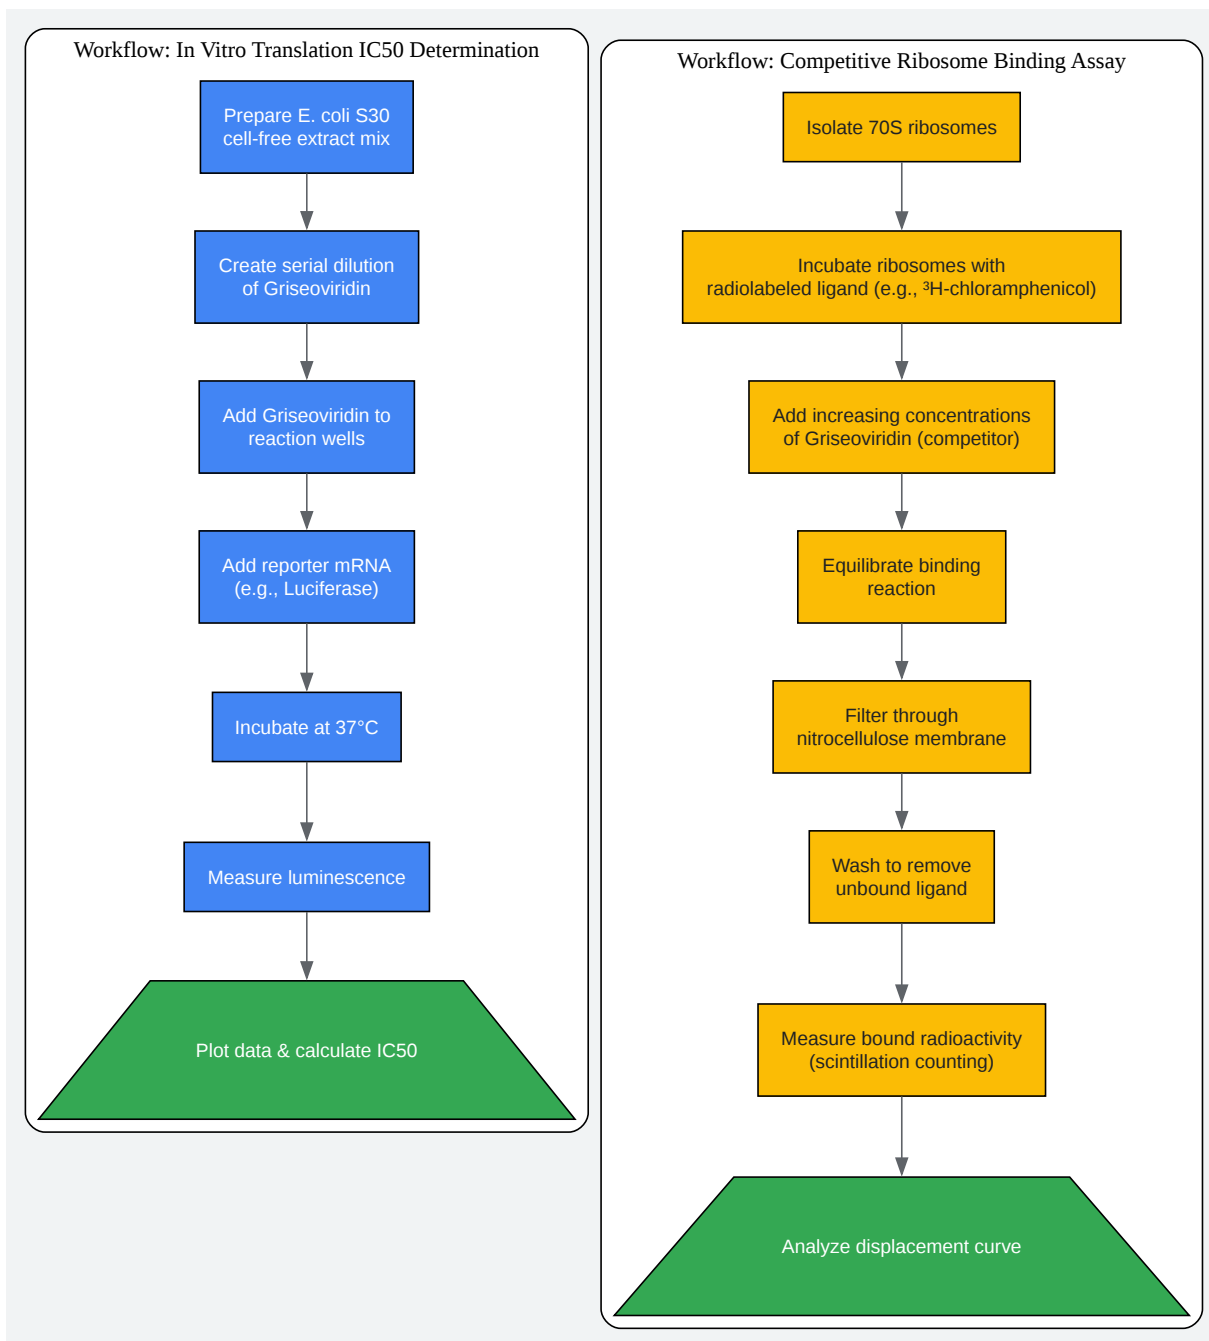 Workflow: In Vitro Translation IC50 Determination
Prepare E. coli S30
cell-free extract mix
Create serial dilution
of Griseoviridin
Add Griseoviridin to
reaction wells
Add reporter mRNA
(e.g., Luciferase)
Incubate at 37°C
Measure luminescence
Plot data & calculate IC50
Workflow: Competitive Ribosome Binding Assay
Isolate 70S ribosomes
Incubate ribosomes with
radiolabeled ligand (e.g., ³H-chloramphenicol)
Add increasing concentrations
of Griseoviridin (competitor)
Equilibrate binding
reaction
Filter through
nitrocellulose membrane
Wash to remove
unbound ligand
Measure bound radioactivity
(scintillation counting)
Analyze displacement curve